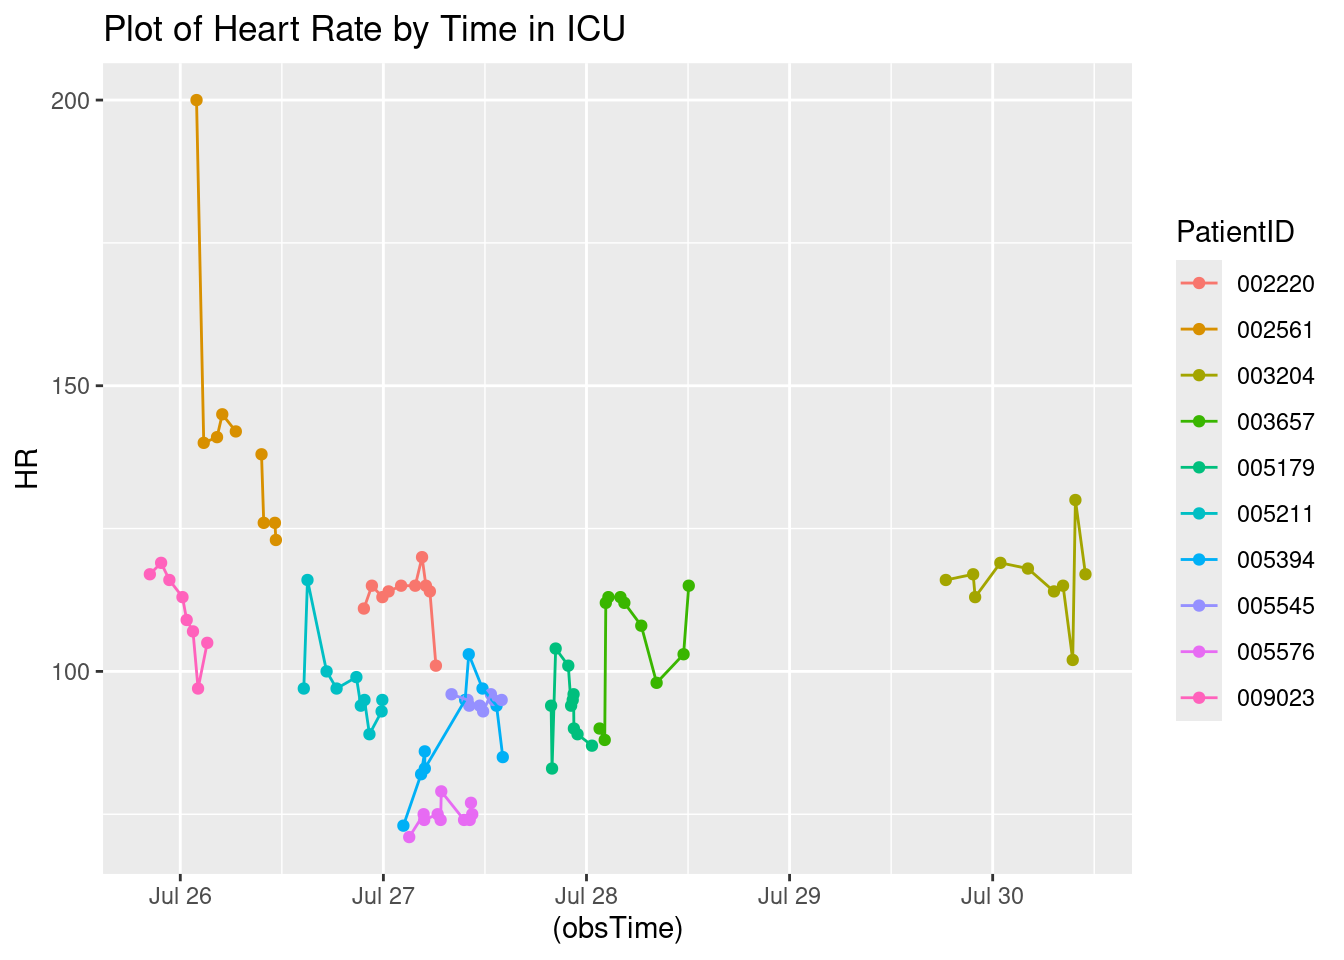 Plot of Heart Rate by Time in ICU
200
150
100
HR
Jul 26 Jul 27 Jul 28 Jul 29 Jul 30
(obsTime)
PatientID
002220
002561
003204
003657
005179
005211
005394
005545
005576
009023